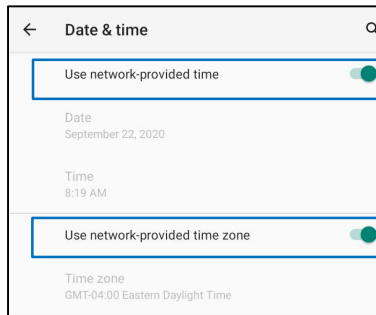 Date & time
Use network-provided time
Date
September 22, 2020
Time
8:19 AM
Use network-provided time zone
Time zone
GMT-04:00 Eastern Daylight Time